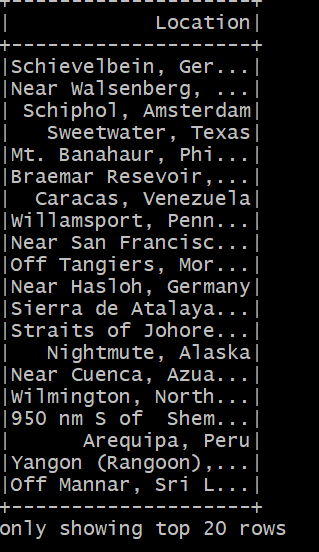 +--------------------+
|            Location|
+--------------------+
|Schievelbein, Ger...|
|Near Walsenberg, ...|
| Schiphol, Amsterdam|
|   Sweetwater, Texas|
|Mt. Banahaur, Phi...|
|Braemar Resevoir,...|
|  Caracas, Venezuela|
|Willamsport, Penn...|
|Near San Francisc...|
|Off Tangiers, Mor...|
|Near Hasloh, Germany|
|Sierra de Atalaya...|
|Straits of Johore...|
|   Nightmute, Alaska|
|Near Cuenca, Azua...|
|Wilmington, North...|
|950 nm S of  Shem...|
|      Arequipa, Peru|
|Yangon (Rangoon),...|
|Off Mannar, Sri L...|
+--------------------+
only showing top 20 rows